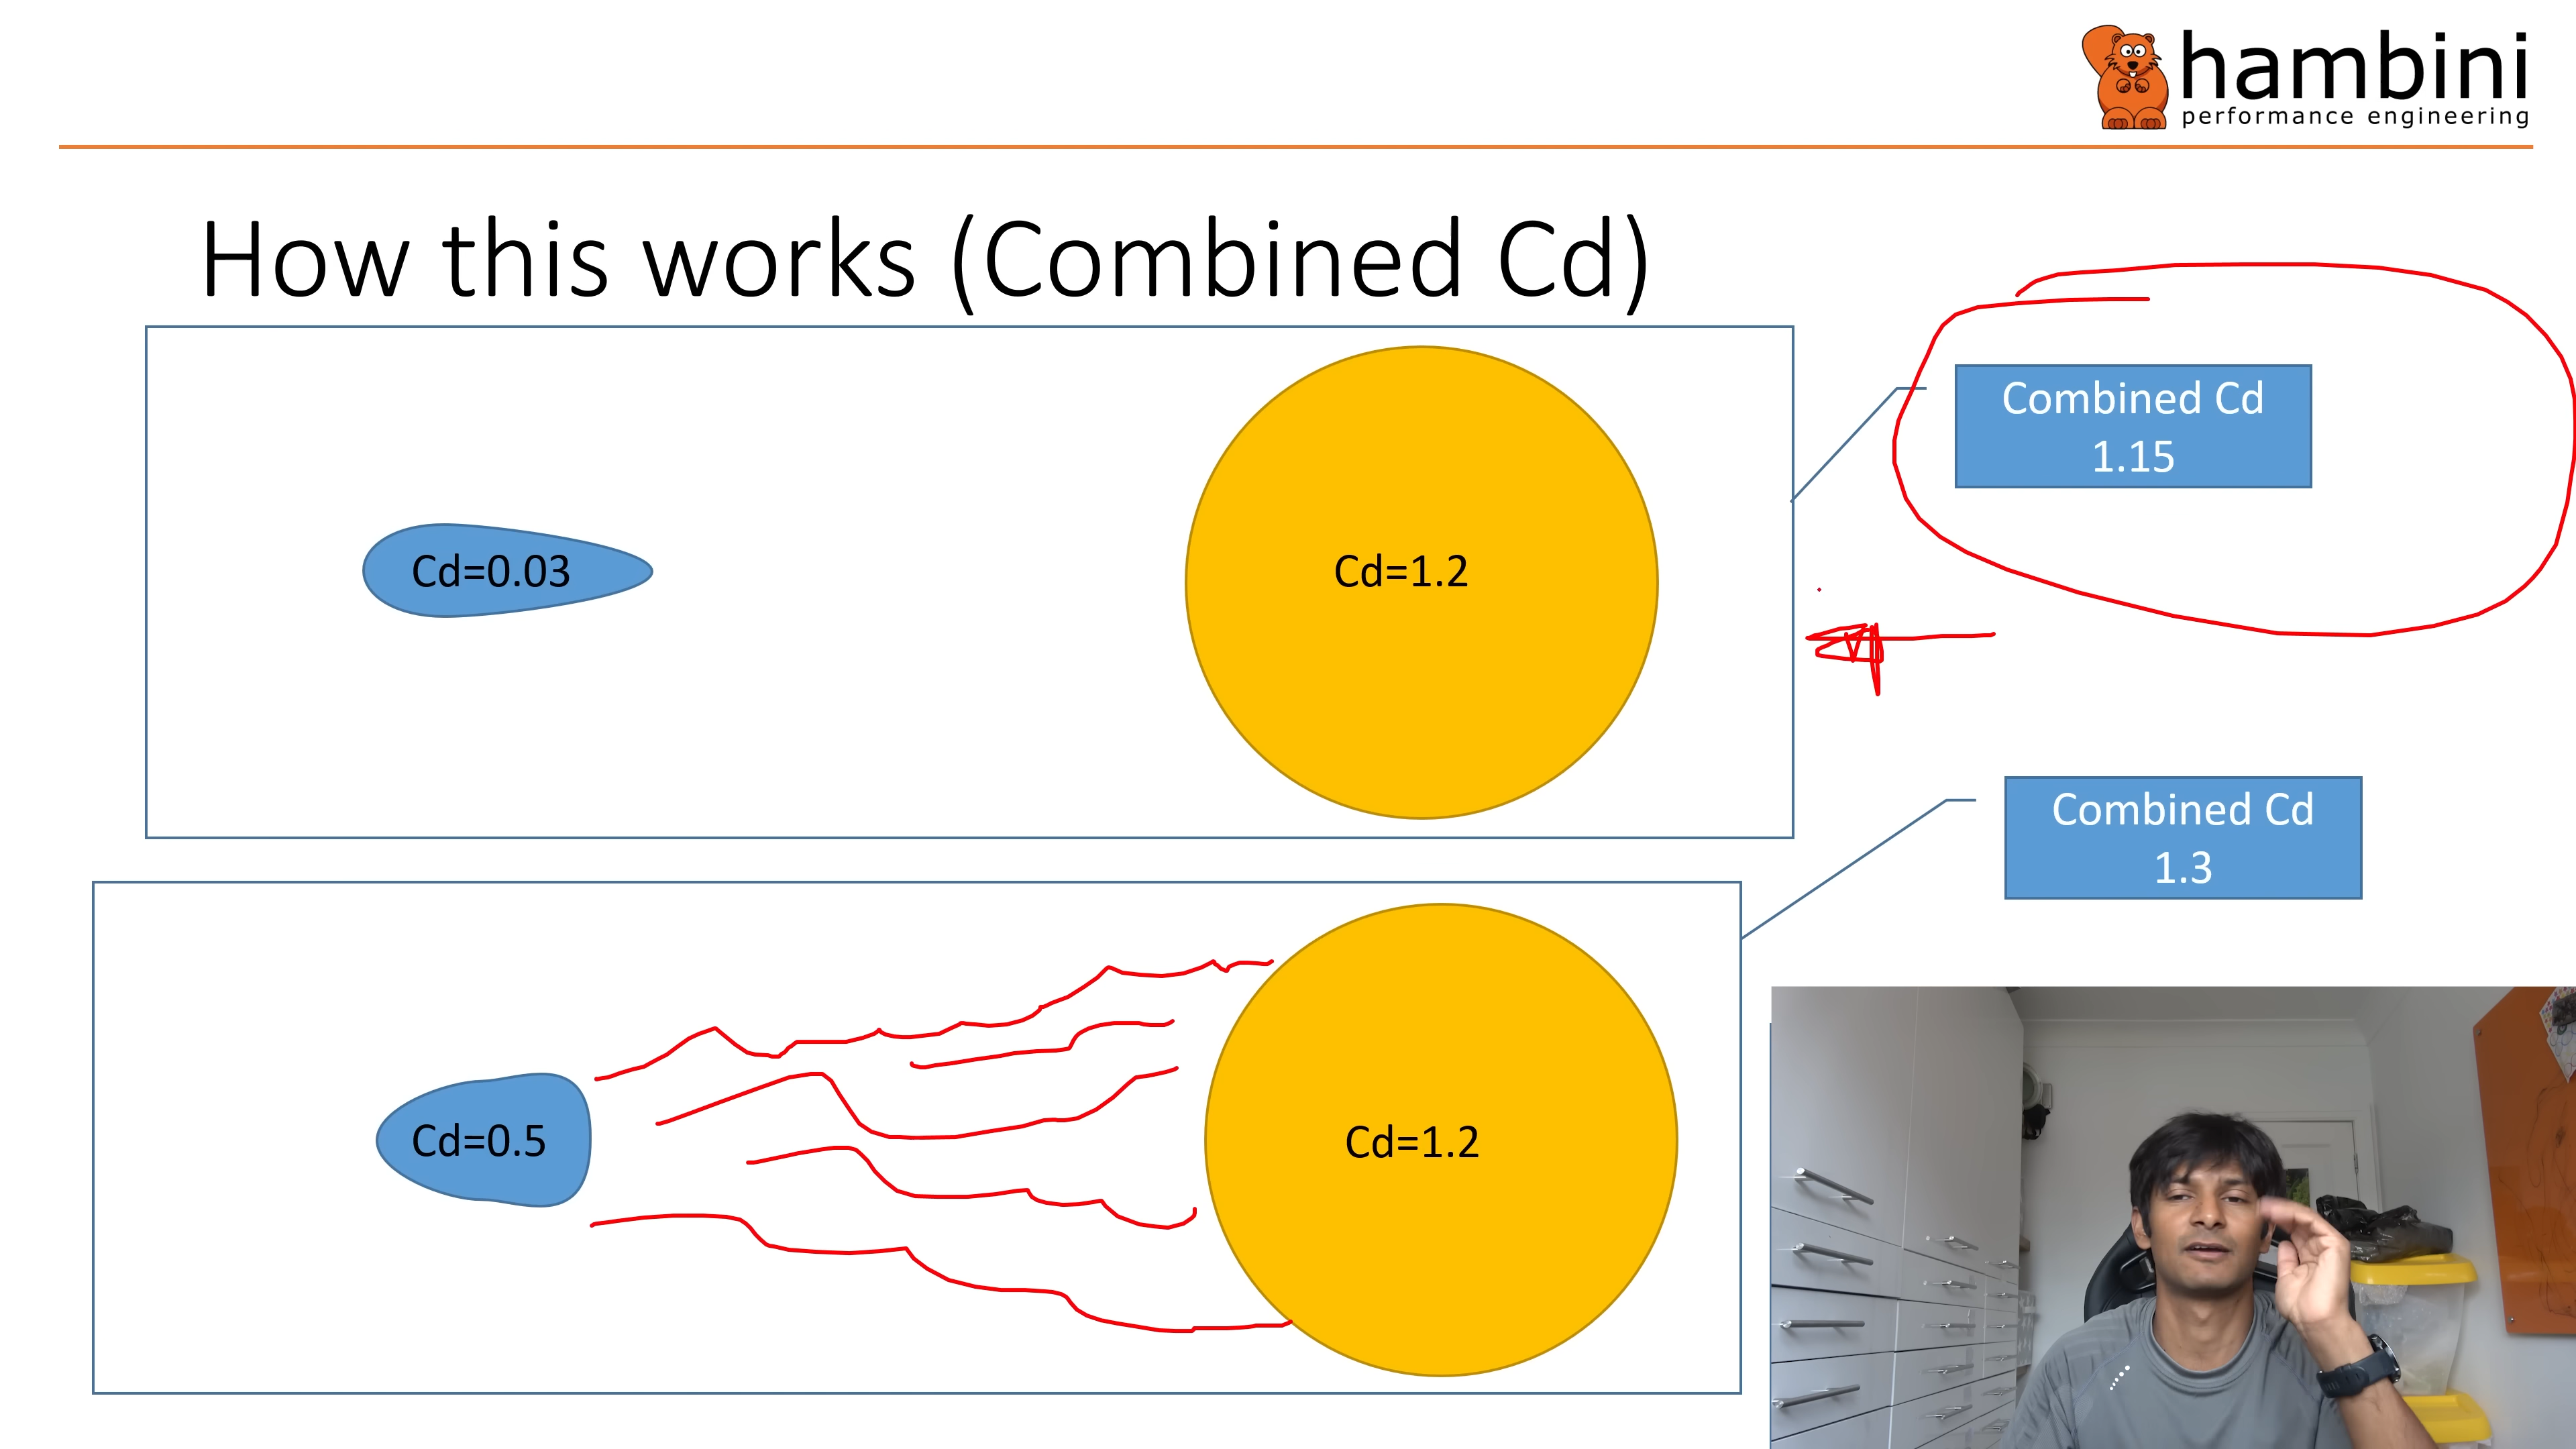 hambini
performance engineering
How this works (Combined Cd)
Cd=0.03
Cd=1.2
Combined Cd
1.15
Combined Cd
1.3
Cd=0.5
Cd=1.2